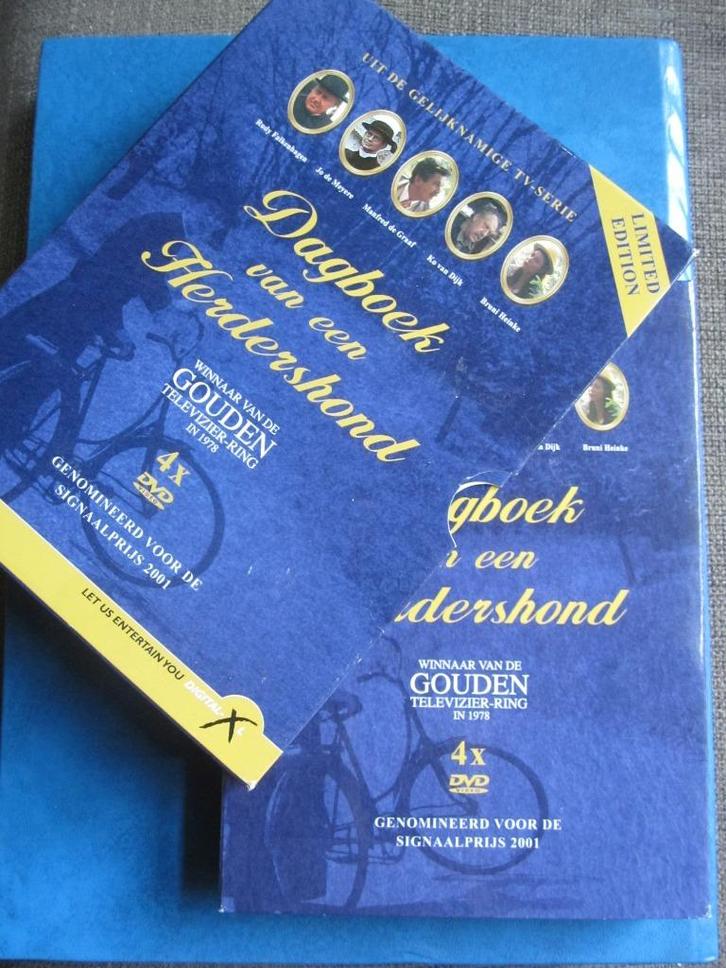 UIT DE GELIJKNAMIGE TV-SERIE
LIMITED
EDITION
Rudy Falkenhagen
Jo de Meyere
Manfred de Graaf
Ko van Dijk
Bruni Heinke
Dagboek
van een
Herdershond
WINNAAR VAN DE
GOUDEN
TELEVIZIER-RING
IN 1978
4x
DVD
VIDEO
GENOMINEERD VOOR DE
SIGNAALPRIJS 2001
LET US ENTERTAIN YOU
DIGITAL X
n Dijk
Bruni Heinke
gboek
n een
dershond
WINNAAR VAN DE
GOUDEN
TELEVIZIER-RING
IN 1978
4x
DVD
VIDEO
GENOMINEERD VOOR DE
SIGNAALPRIJS 2001